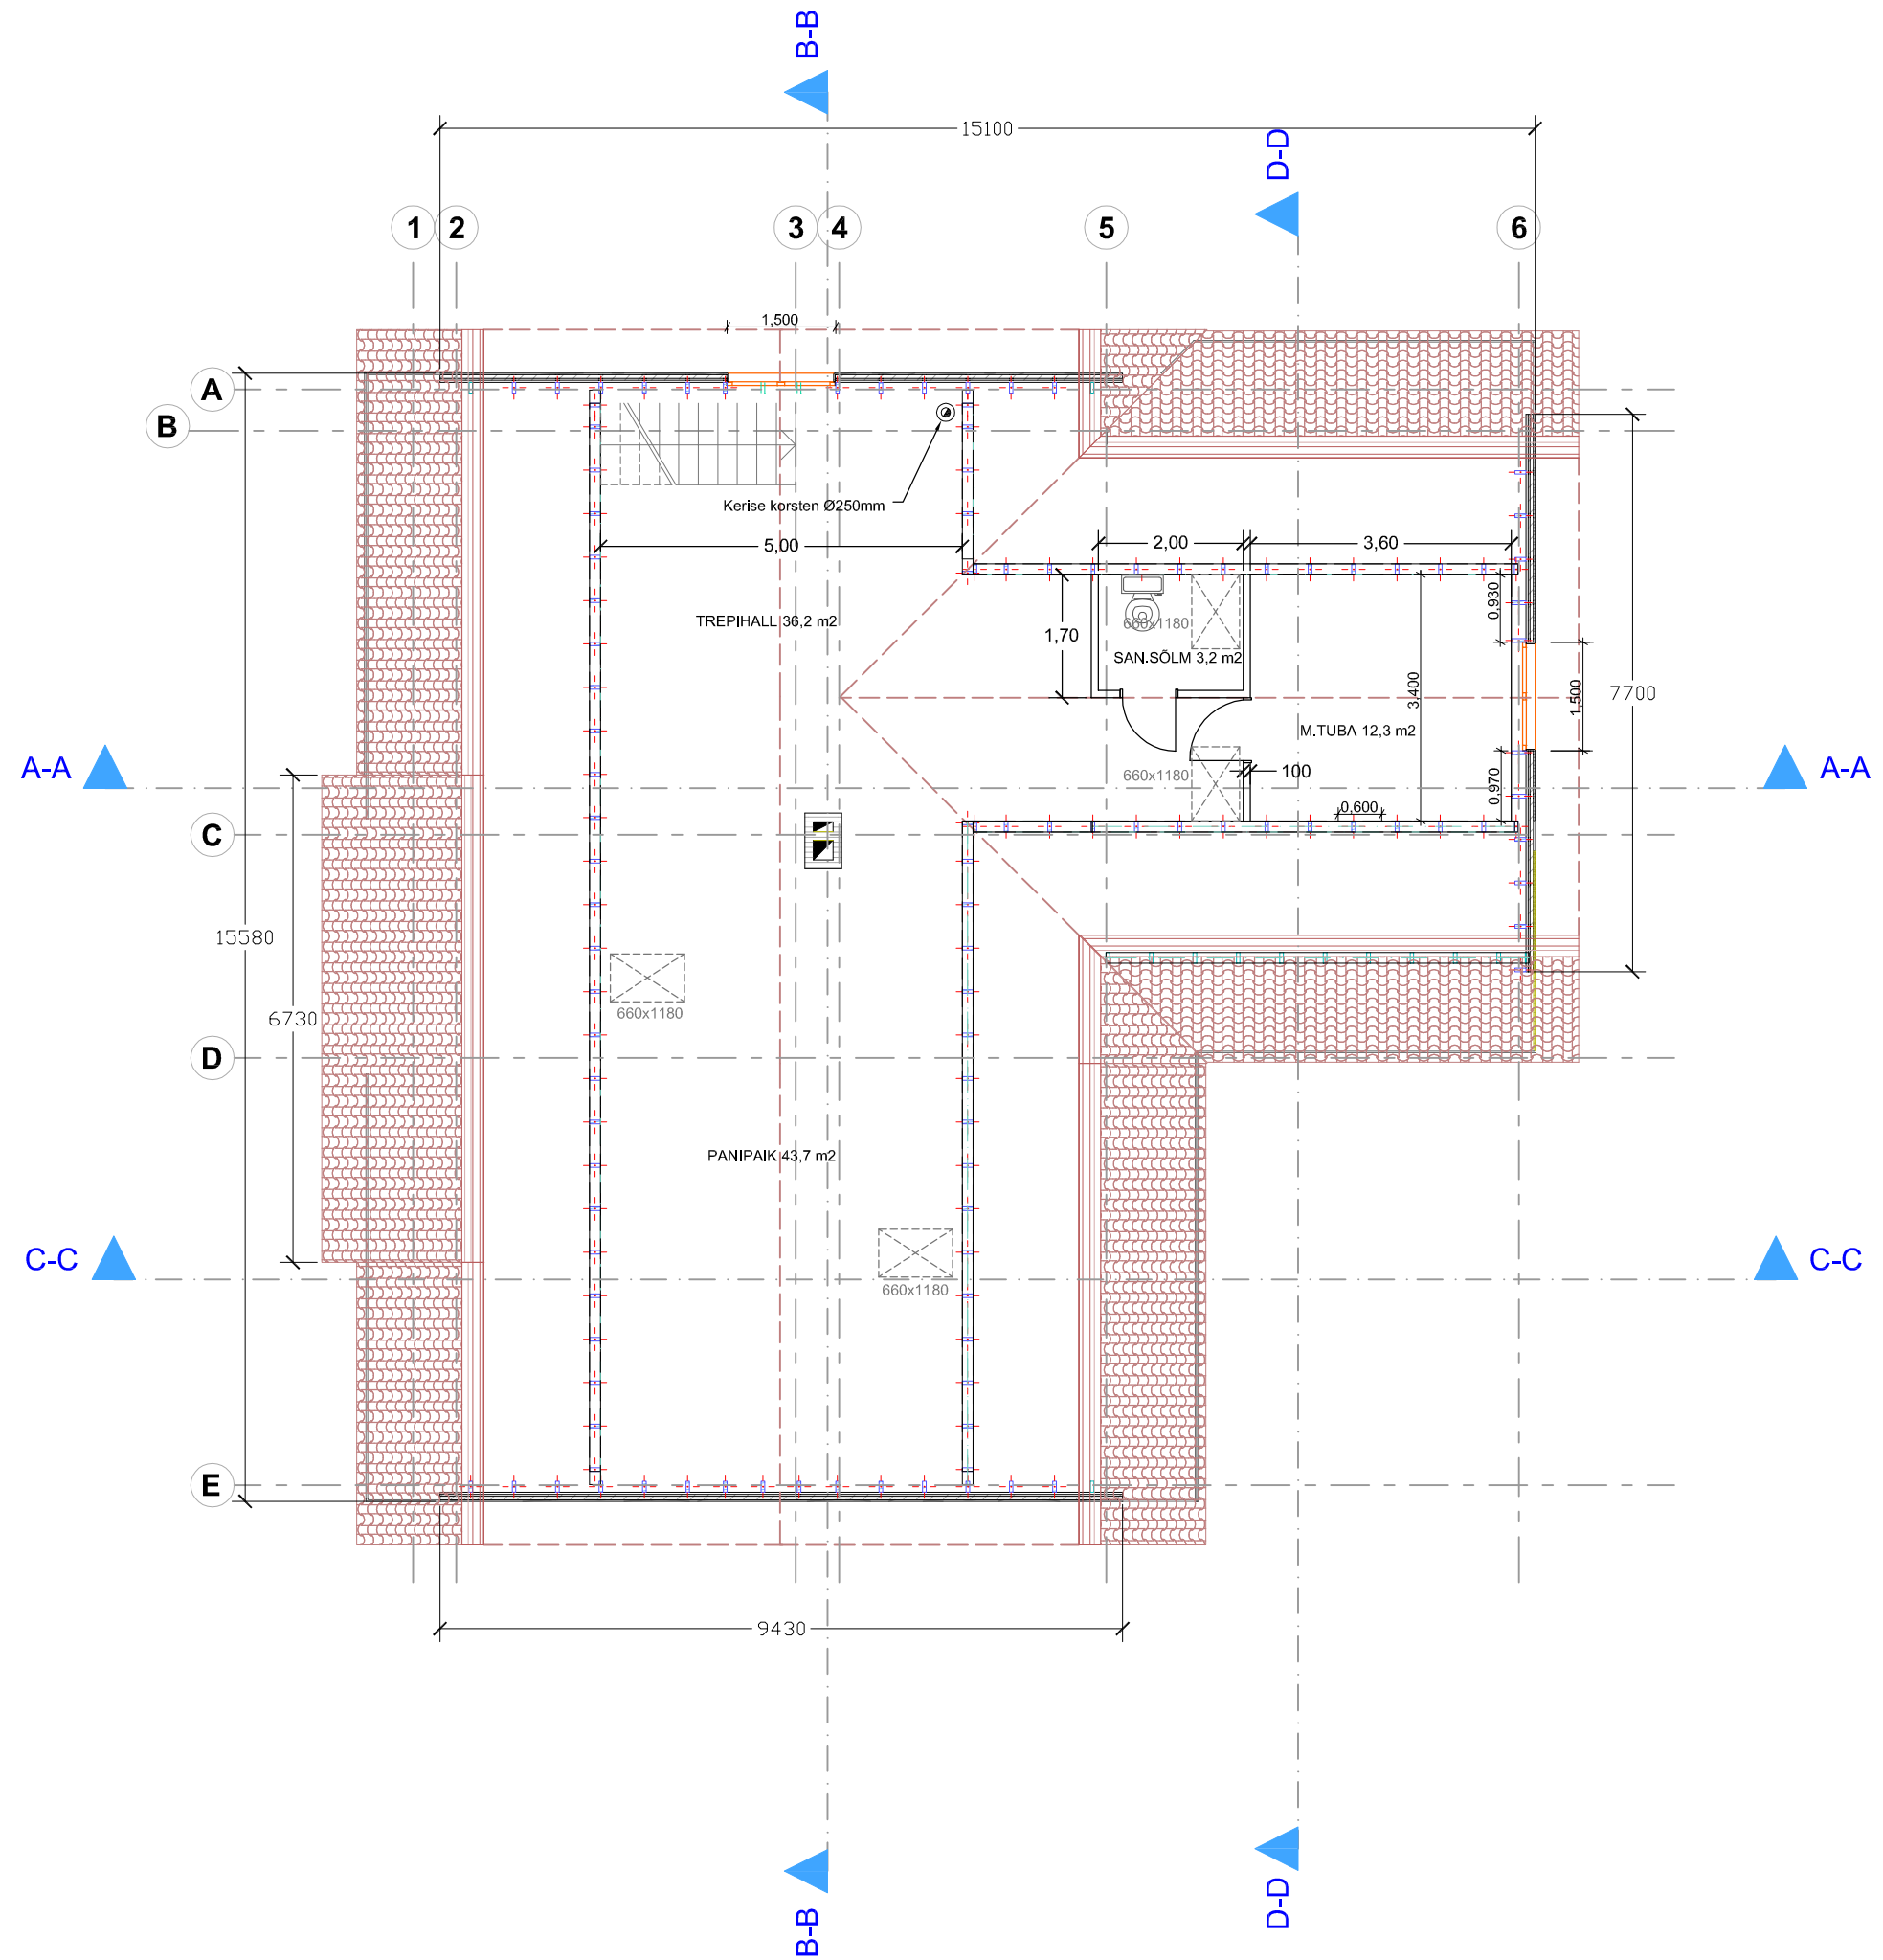 B-B
15100
D-D
1
2
3
4
5
6
1,500
A
B
Kerise korsten Ø250mm
5,00
2,00
3,60
0,930
TREPIHALL 36,2 m2
660x1180
1,70
SAN.SÕLM 3,2 m2
3,400
1,500
7700
M.TUBA 12,3 m2
A-A
660x1180
100
0,970
A-A
0,600
C
15580
660x1180
6730
D
PANIPAIK 43,7 m2
C-C
C-C
660x1180
E
9430
D-D
B-B